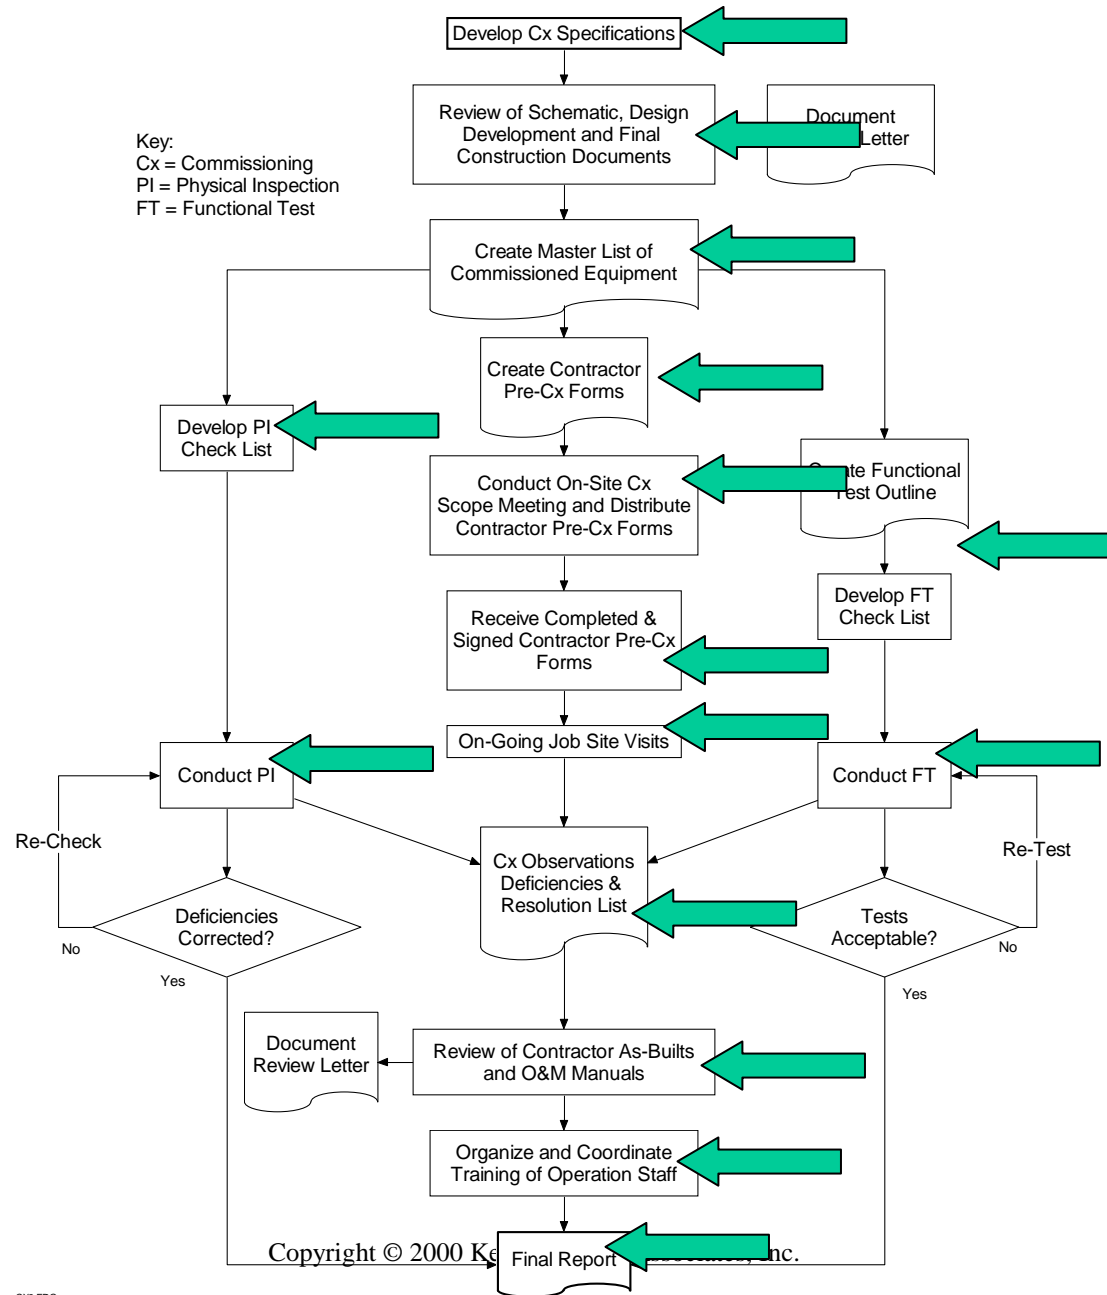 Develop Cx Specifications
Review of Schematic, Design
Development and Final
Construction Documents
Document
Letter
Key:
Cx = Commissioning
PI = Physical Inspection
FT = Functional Test
Create Master List of
Commissioned Equipment
Create Contractor
Pre-Cx Forms
Develop PI
Check List
Conduct On-Site Cx
Scope Meeting and Distribute
Contractor Pre-Cx Forms
Functional
Test Outline
Develop FT
Check List
Receive Completed &
Signed Contractor Pre-Cx
Forms
On-Going Job Site Visits
Conduct PI
Conduct FT
Re-Check
Re-Test
Cx Observations
Deficiencies &
Resolution List
Deficiencies
Corrected?
No
Yes
Tests
Acceptable?
No
Yes
Document
Review Letter
Review of Contractor As-Builts
and O&M Manuals
Organize and Coordinate
Training of Operation Staff
Final Report
Copyright © 2000